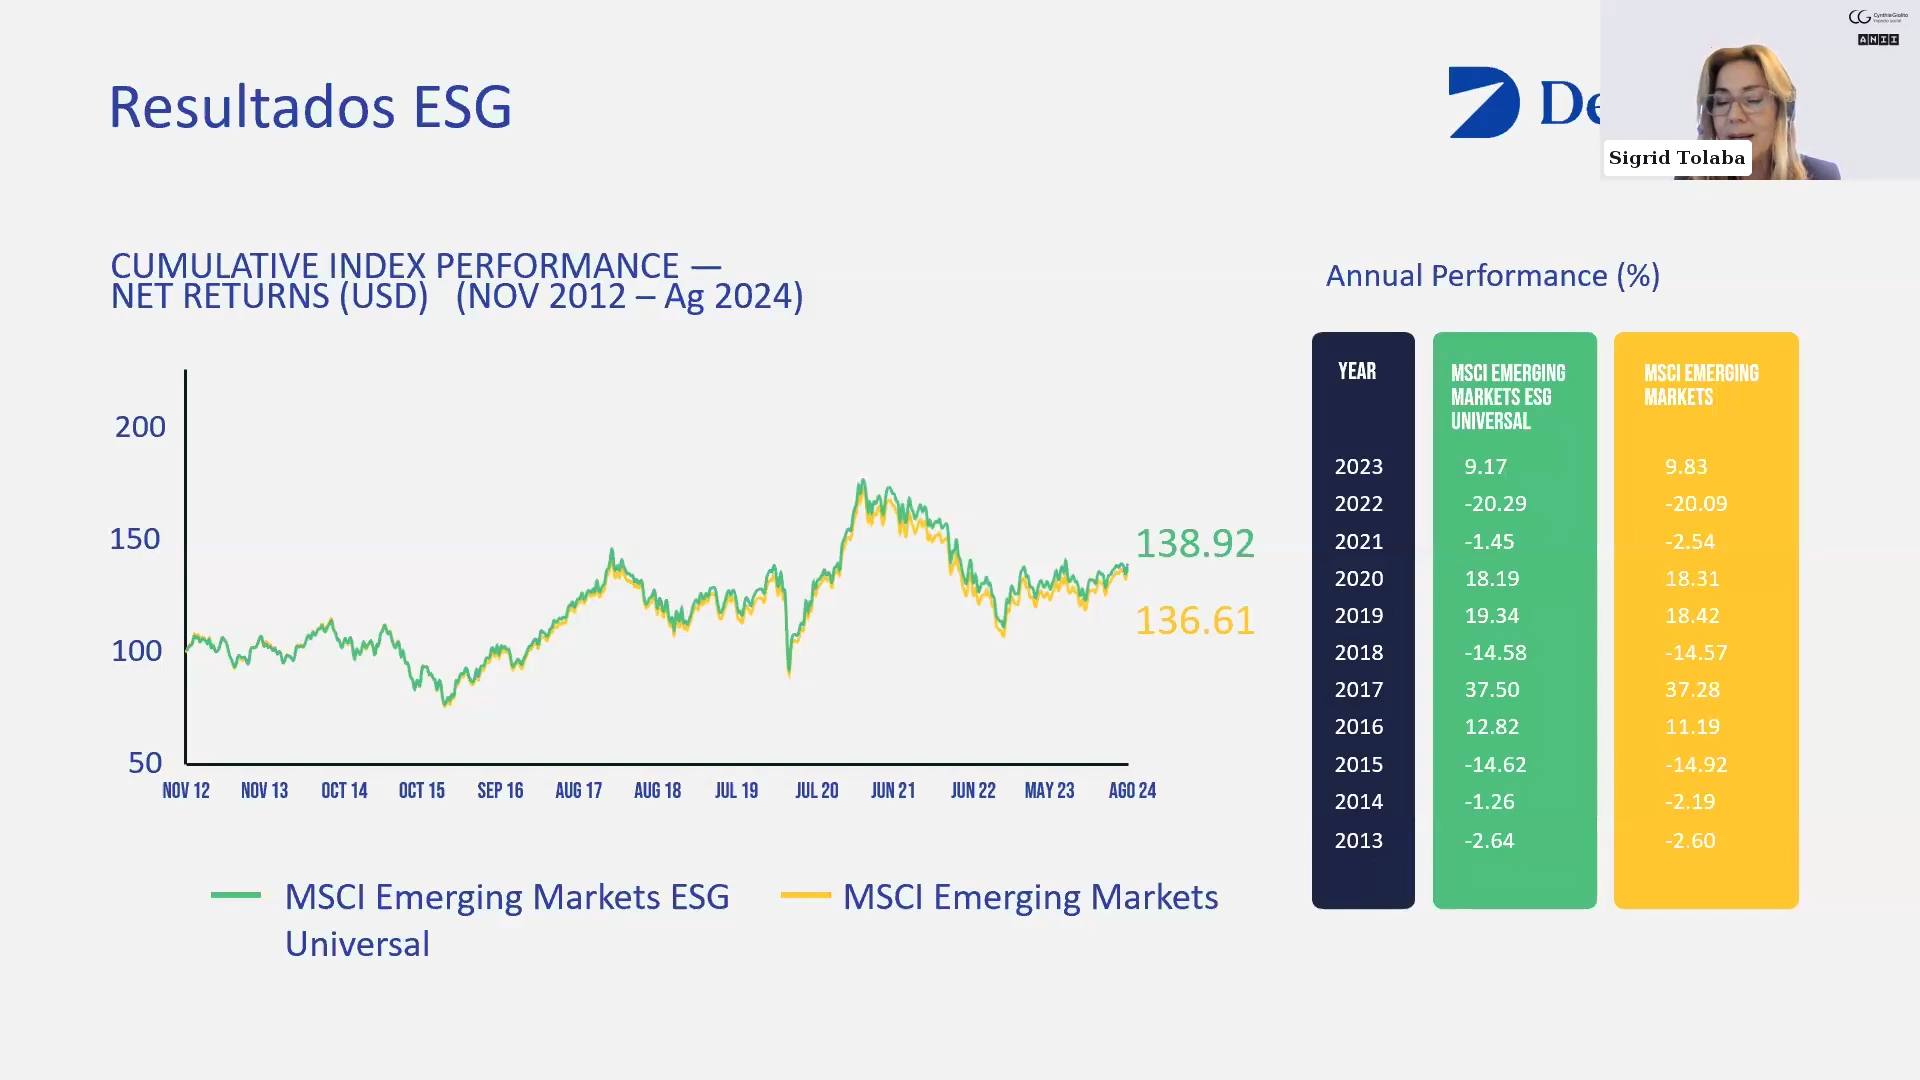 CG CynthiaGiolito
impacto social
ANII
Resultados ESG
De
Sigrid Tolaba
CUMULATIVE INDEX PERFORMANCE —
NET RETURNS (USD) (NOV 2012 – Ag 2024)
200
150
100
50
138.92
136.61
NOV 12 NOV 13 OCT 14 OCT 15 SEP 16 AUG 17 AUG 18 JUL 19 JUL 20 JUN 21 JUN 22 MAY 23 AGO 24
MSCI Emerging Markets ESG
Universal
MSCI Emerging Markets
Annual Performance (%)
YEAR
MSCI EMERGING
MARKETS ESG
UNIVERSAL
MSCI EMERGING
MARKETS
2023 9.17 9.83
2022 -20.29 -20.09
2021 -1.45 -2.54
2020 18.19 18.31
2019 19.34 18.42
2018 -14.58 -14.57
2017 37.50 37.28
2016 12.82 11.19
2015 -14.62 -14.92
2014 -1.26 -2.19
2013 -2.64 -2.60